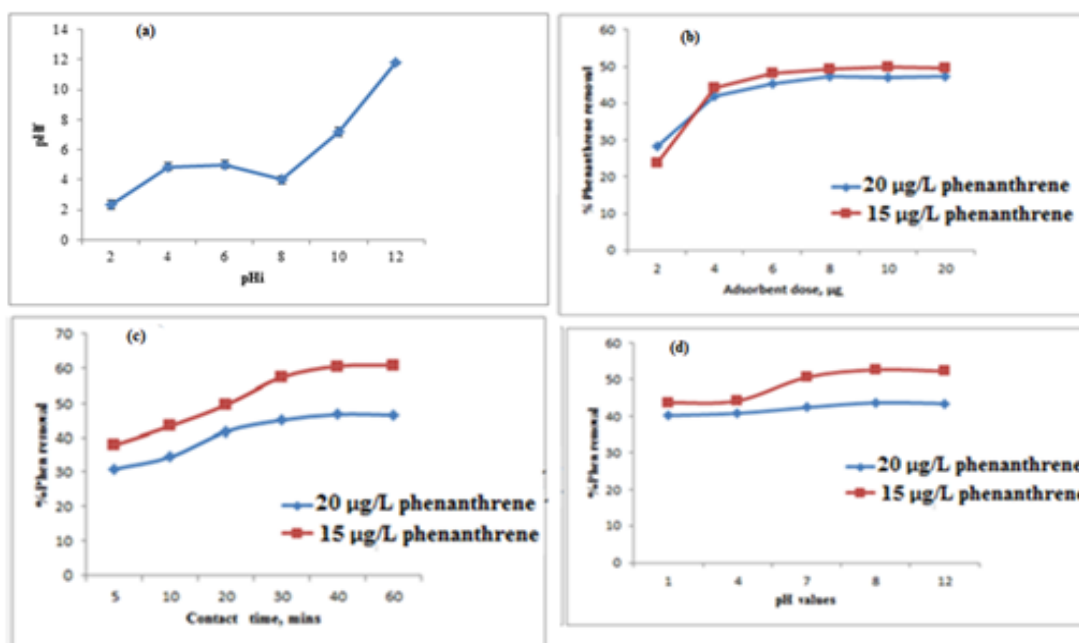 (a)
14
12
10
8
6
4
2
0
pHf
2 4 6 8 10 12
pHi
(b)
60
50
40
30
20
10
0
% Phenanthrene removal
20 µg/L phenanthrene
15 µg/L phenanthrene
2 4 6 8 10 20
Adsorbent dose, µg
(c)
70
60
50
40
30
20
10
0
%Phen removal
20 µg/L phenanthrene
15 µg/L phenanthrene
5 10 20 30 40 60
Contact time, mins
(d)
60
50
40
30
20
10
0
%Phen removal
20 µg/L phenanthrene
15 µg/L phenanthrene
1 4 7 8 12
pH values